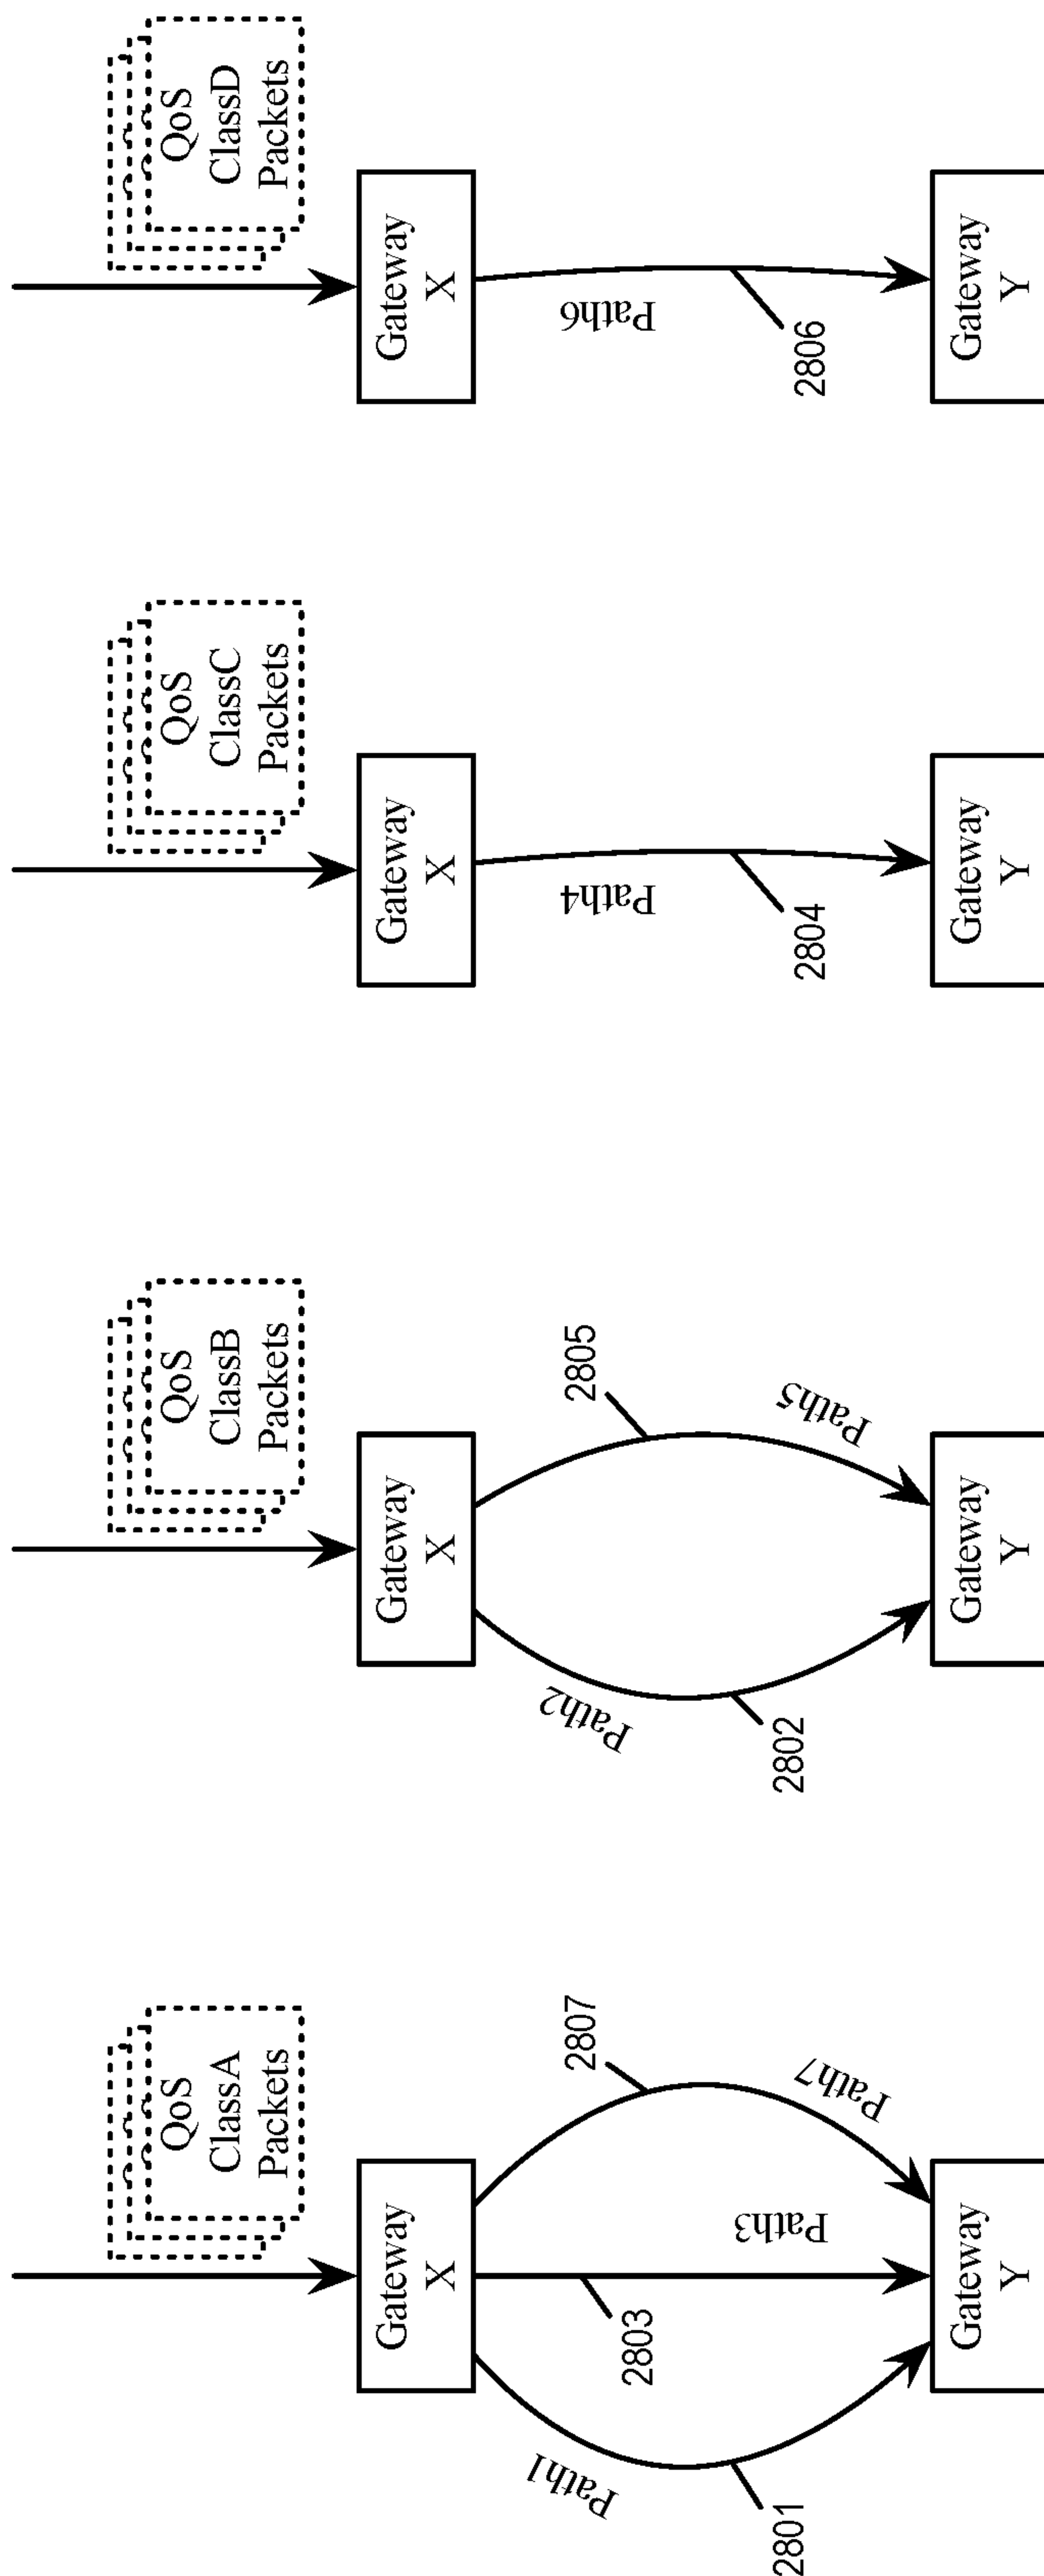 QoS
ClassA
Packets
Gateway
X
Path1
2801
2803
Path3
2807
Path7
Gateway
Y
QoS
ClassB
Packets
Gateway
X
Path2
2802
2805
Path5
Gateway
Y
QoS
ClassC
Packets
Gateway
X
Path4
2804
Gateway
Y
QoS
ClassD
Packets
Gateway
X
Path6
2806
Gateway
Y